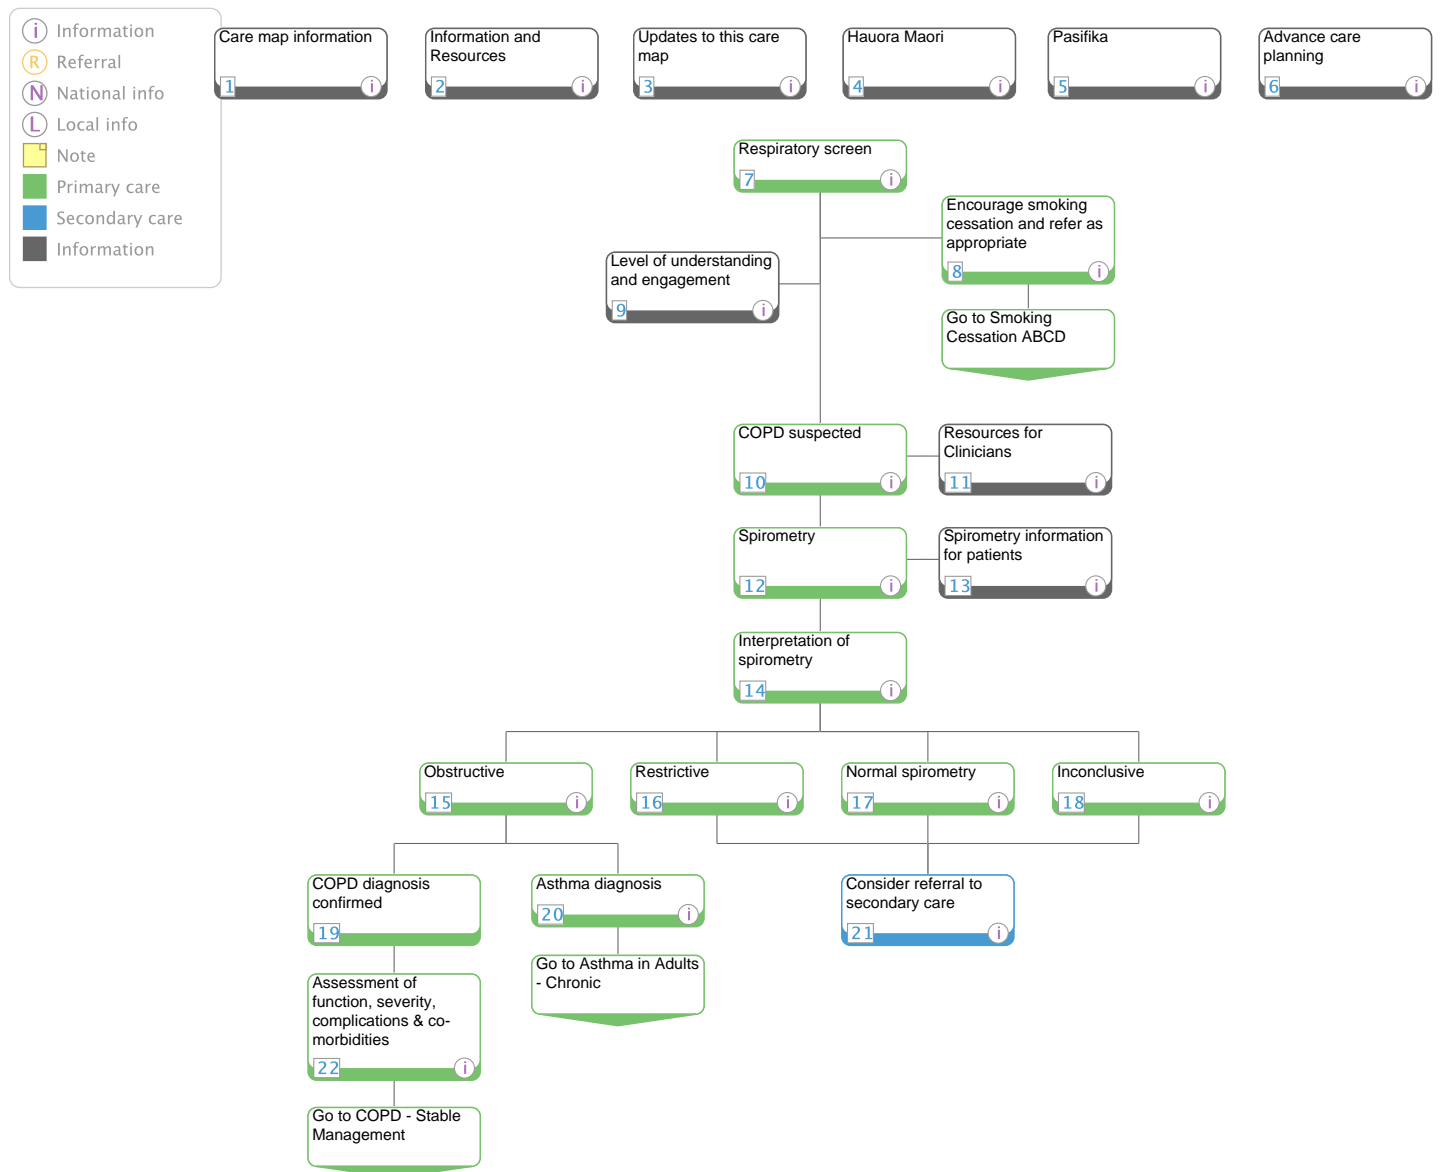 i Information
R Referral
N National info
L Local info
Note
Primary care
Secondary care
Information
Care map information
1 i
Information and
Resources
2 i
Updates to this care
map
3 i
Hauora Maori
4 i
Pasifika
5 i
Advance care
planning
6 i
Respiratory screen
7 i
Encourage smoking
cessation and refer as
appropriate
8 i
Level of understanding
and engagement
9 i
Go to Smoking
Cessation ABCD
COPD suspected
10 i
Resources for
Clinicians
11 i
Spirometry
12 i
Spirometry information
for patients
13 i
Interpretation of
spirometry
14 i
Obstructive
15 i
Restrictive
16 i
Normal spirometry
17 i
Inconclusive
18 i
COPD diagnosis
confirmed
19
Asthma diagnosis
20 i
Consider referral to
secondary care
21 i
Go to Asthma in Adults
- Chronic
Assessment of
function, severity,
complications & co-
morbidities
22 i
Go to COPD - Stable
Management